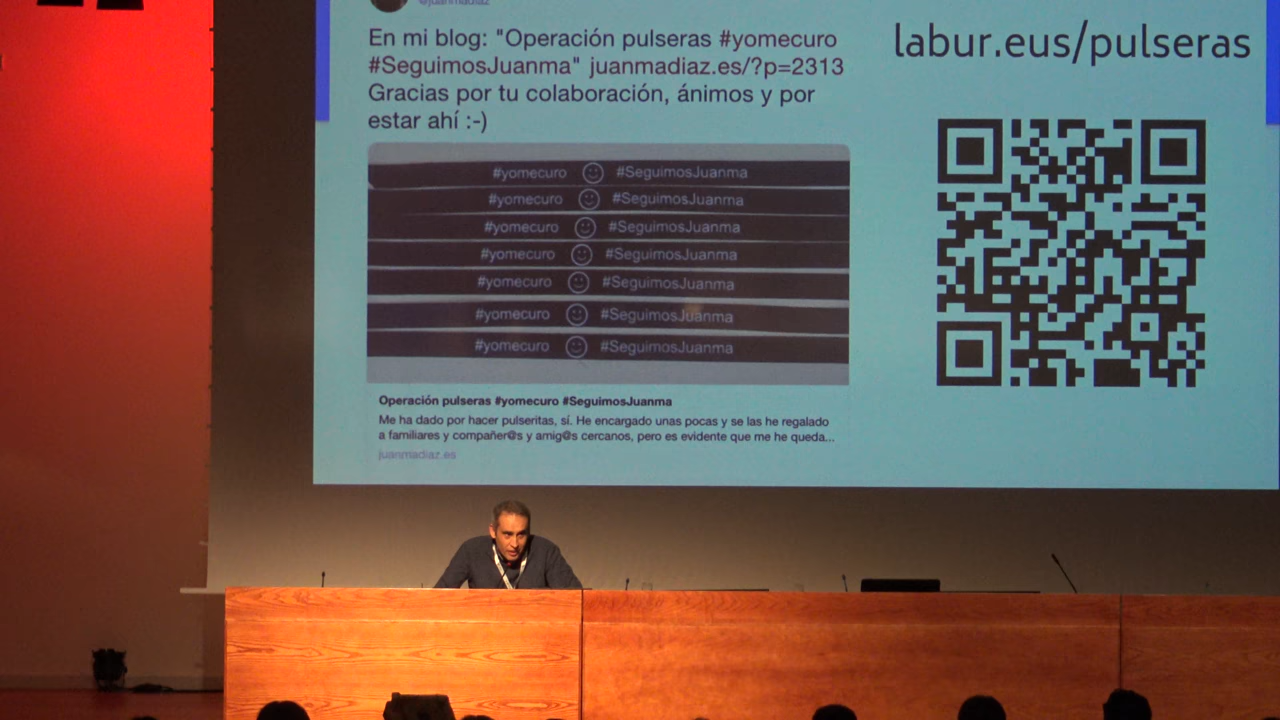 @juanmadiaz
En mi blog: "Operación pulseras #yomecuro
#SeguimosJuanma" juanmadiaz.es/?p=2313
Gracias por tu colaboración, ánimos y por
estar ahí :-)
#yomecuro #SeguimosJuanma
#yomecuro #SeguimosJuanma
#yomecuro #SeguimosJuanma
#yomecuro #SeguimosJuanma
#yomecuro #SeguimosJuanma
#yomecuro #SeguimosJuanma
#yomecuro #SeguimosJuanma
Operación pulseras #yomecuro #SeguimosJuanma
Me ha dado por hacer pulseritas, sí. He encargado unas pocas y se las he regalado
a familiares y compañer@s y amig@s cercanos, pero es evidente que me he queda...
juanmadiaz.es
labur.eus/pulseras